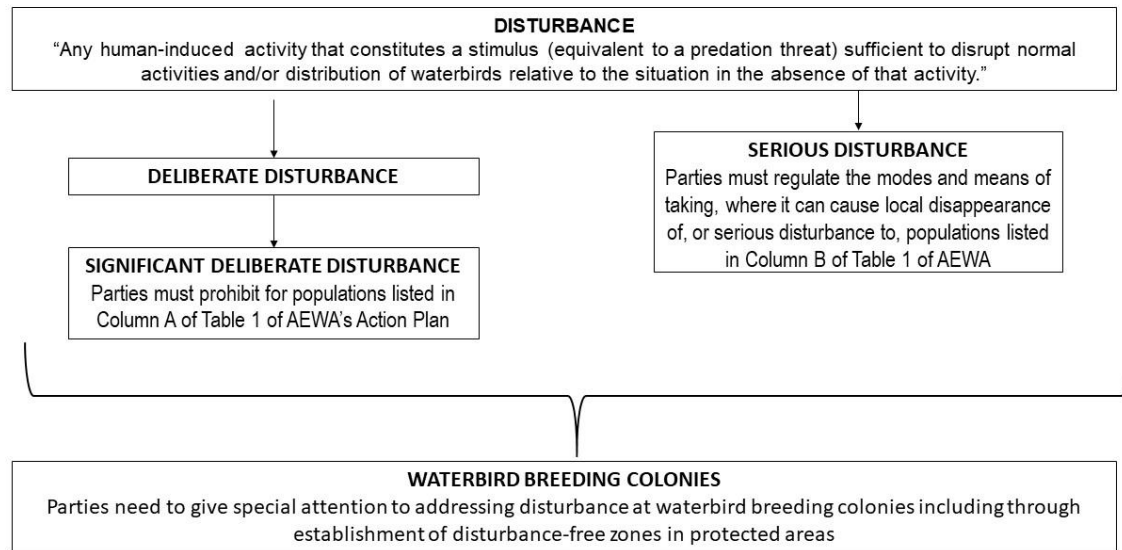 DISTURBANCE
“Any human-induced activity that constitutes a stimulus (equivalent to a predation threat) sufficient to disrupt normal
activities and/or distribution of waterbirds relative to the situation in the absence of that activity.”
DELIBERATE DISTURBANCE
SIGNIFICANT DELIBERATE DISTURBANCE
Parties must prohibit for populations listed in
Column A of Table 1 of AEWA’s Action Plan
SERIOUS DISTURBANCE
Parties must regulate the modes and means of
taking, where it can cause local disappearance
of, or serious disturbance to, populations listed
in Column B of Table 1 of AEWA
WATERBIRD BREEDING COLONIES
Parties need to give special attention to addressing disturbance at waterbird breeding colonies including through
establishment of disturbance-free zones in protected areas